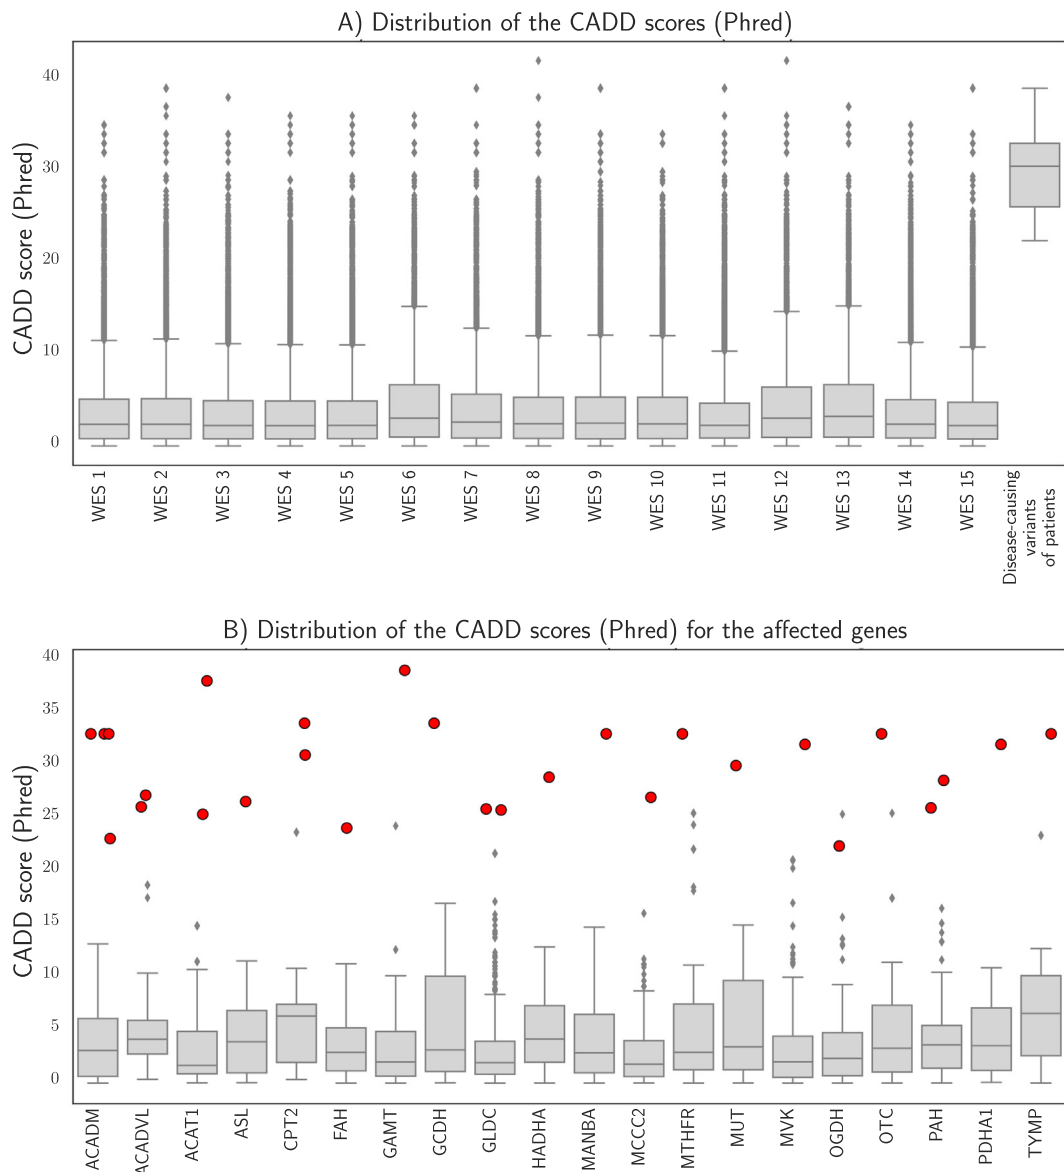 A) Distribution of the CADD scores (Phred)
CADD score (Phred)
40
30
20
10
0
WES 1
WES 2
WES 3
WES 4
WES 5
WES 6
WES 7
WES 8
WES 9
WES 10
WES 11
WES 12
WES 13
WES 14
WES 15
Disease-causing
variants
of patients
B) Distribution of the CADD scores (Phred) for the affected genes
CADD score (Phred)
40
35
30
25
20
15
10
5
0
ACADM
ACADVL
ACAT1
ASL
CPT2
FAH
GAMT
GCDH
GLDC
HADHA
MANBA
MCCC2
MTHFR
MUT
MVK
OGDH
OTC
PAH
PDHA1
TYMP